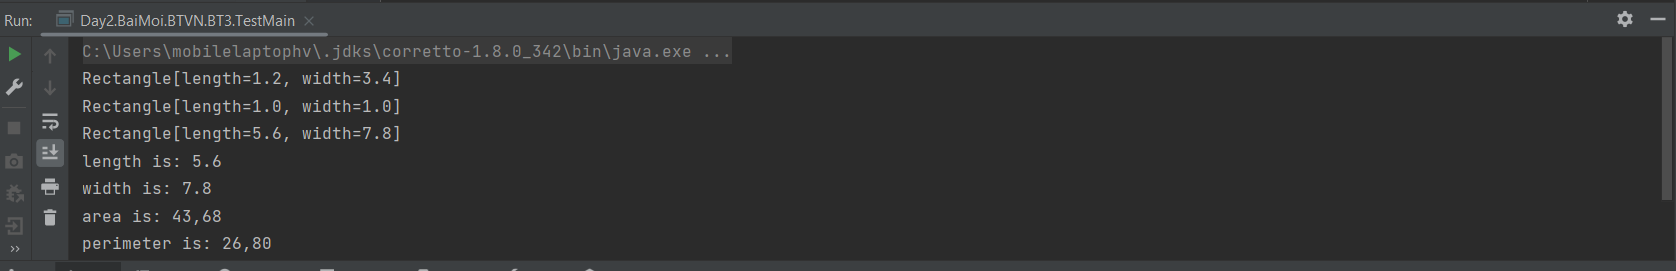 Run: Day2.BaiMoi.BTVN.BT3.TestMain
C:\Users\mobilelaptophv\.jdks\corretto-1.8.0_342\bin\java.exe ...
Rectangle[length=1.2, width=3.4]
Rectangle[length=1.0, width=1.0]
Rectangle[length=5.6, width=7.8]
length is: 5.6
width is: 7.8
area is: 43,68
perimeter is: 26,80